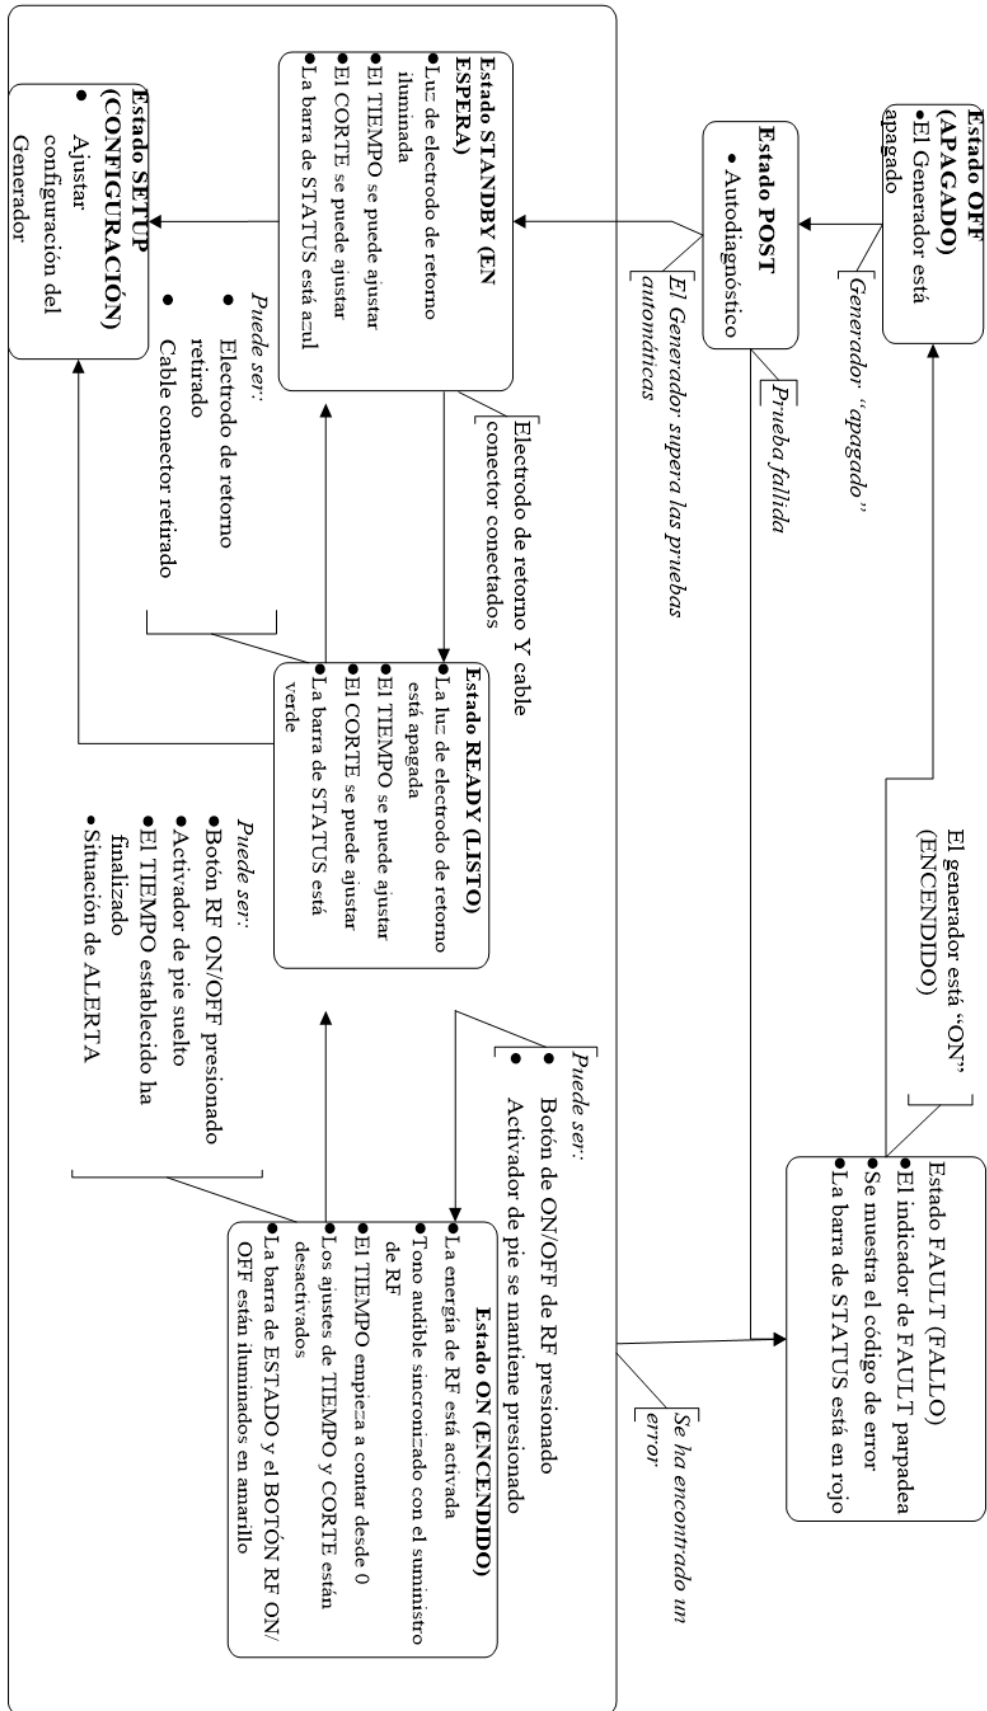 Estado OFF
(APAGADO)
●El Generador está
apagado
Generador “apagado”
El generador está “ON”
(ENCENDIDO)
Estado FAULT (FALLO)
●El indicador de FAULT parpadea
●Se muestra el código de error
●La barra de STATUS está en rojo
Estado POST
● Autodiagnóstico
Prueba fallida
El Generador supera las pruebas
automáticas
Se ha encontrado un
error
Estado STANDBY (EN
ESPERA)
●Luz de electrodo de retorno
iluminada
●El TIEMPO se puede ajustar
●El CORTE se puede ajustar
●La barra de STATUS está azul
Electrodo de retorno Y cable
conector conectados
Estado READY (LISTO)
●La luz de electrodo de retorno
está apagada
●El TIEMPO se puede ajustar
●El CORTE se puede ajustar
●La barra de STATUS está
verde
Puede ser:
● Botón de ON/OFF de RF presionado
● Activador de pie se mantiene presionado
Estado ON (ENCENDIDO)
●La energía de RF está activada
●Tono audible sincronizado con el suministro
de RF
●El TIEMPO empieza a contar desde 0
●Los ajustes de TIEMPO y CORTE están
desactivados
●La barra de ESTADO y el BOTÓN RF ON/
OFF están iluminados en amarillo
Puede ser:
● Electrodo de retorno
retirado
● Cable conector retirado
Puede ser:
●Botón RF ON/OFF presionado
●Activador de pie suelto
●El TIEMPO establecido ha
finalizado
●Situación de ALERTA
Estado SETUP
(CONFIGURACIÓN)
● Ajustar
configuración del
Generador